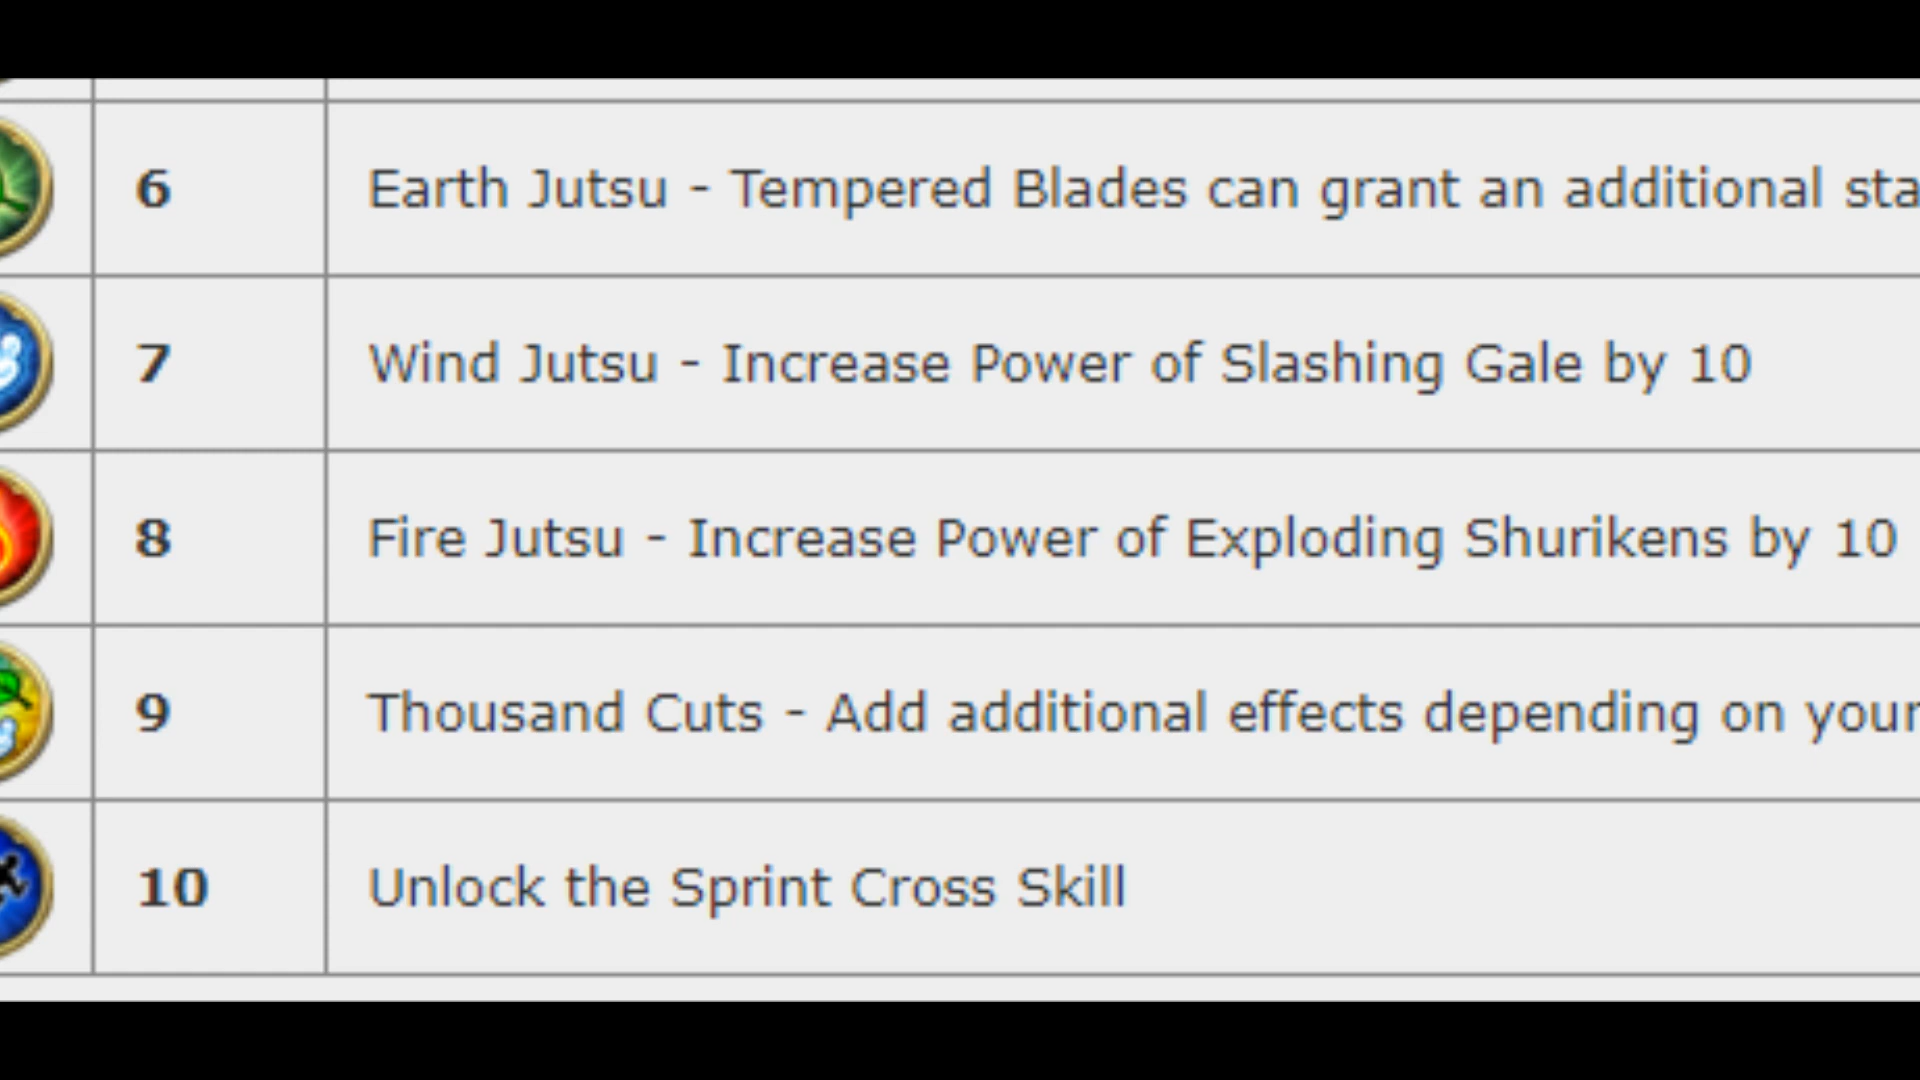 6 Earth Jutsu - Tempered Blades can grant an additional sta
7 Wind Jutsu - Increase Power of Slashing Gale by 10
8 Fire Jutsu - Increase Power of Exploding Shurikens by 10
9 Thousand Cuts - Add additional effects depending on your
10 Unlock the Sprint Cross Skill